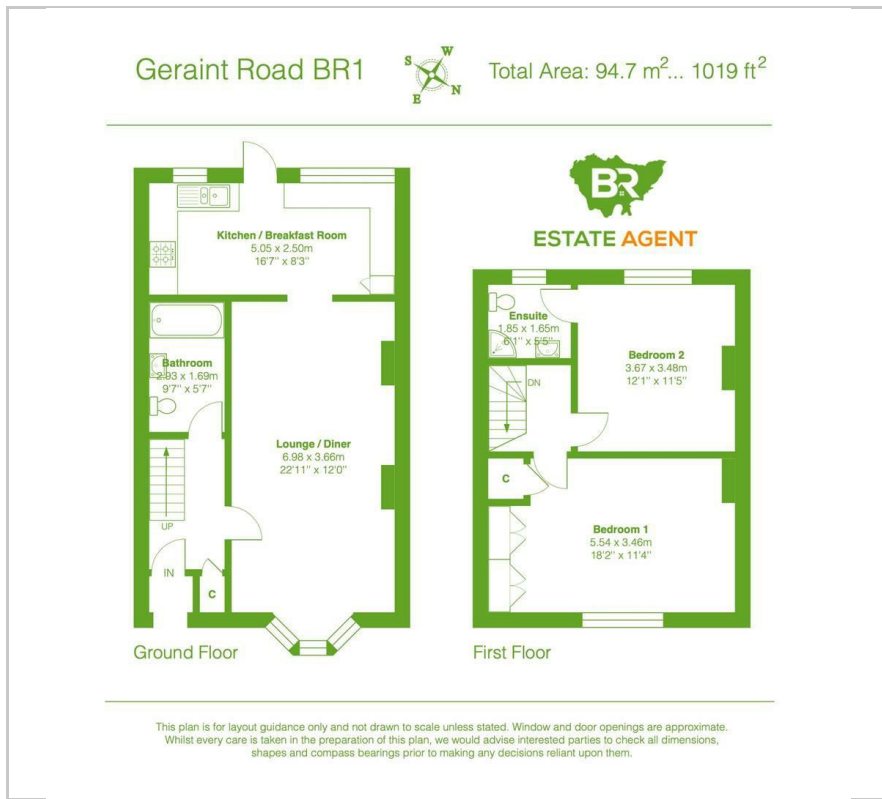 Geraint Road BR1
S W
E N
Total Area: 94.7 m²... 1019 ft²
BR
ESTATE AGENT
Kitchen / Breakfast Room
5.05 x 2.50m
16'7'' x 8'3''
Bathroom
2.93 x 1.69m
9'7'' x 5'7''
Lounge / Diner
6.98 x 3.66m
22'11'' x 12'0''
UP
IN
C
Ground Floor
Ensuite
1.85 x 1.65m
6'1'' x 5'5''
Bedroom 2
3.67 x 3.48m
12'1'' x 11'5''
DN
C
Bedroom 1
5.54 x 3.46m
18'2'' x 11'4''
First Floor
This plan is for layout guidance only and not drawn to scale unless stated. Window and door openings are approximate.
Whilst every care is taken in the preparation of this plan, we would advise interested parties to check all dimensions,
shapes and compass bearings prior to making any decisions reliant upon them.